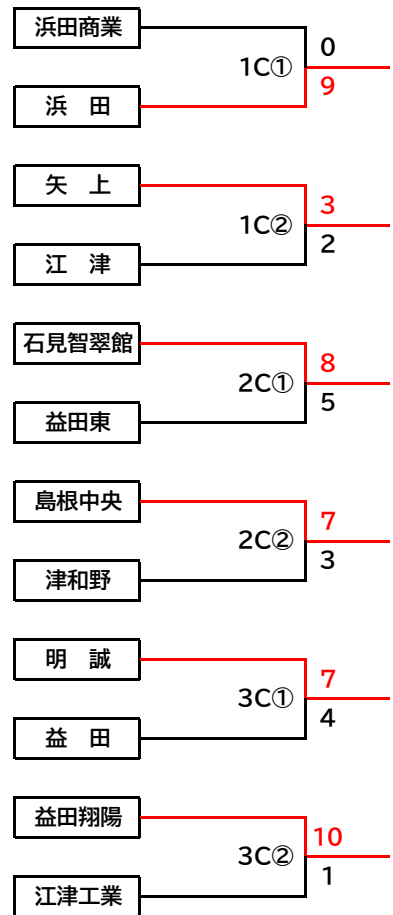 浜田商業
0
1C①
9
浜　田
矢　上
3
1C②
2
江　津
石見智翠館
8
2C①
5
益田東
島根中央
7
2C②
3
津和野
明　誠
7
3C①
4
益　田
益田翔陽
10
3C②
1
江津工業